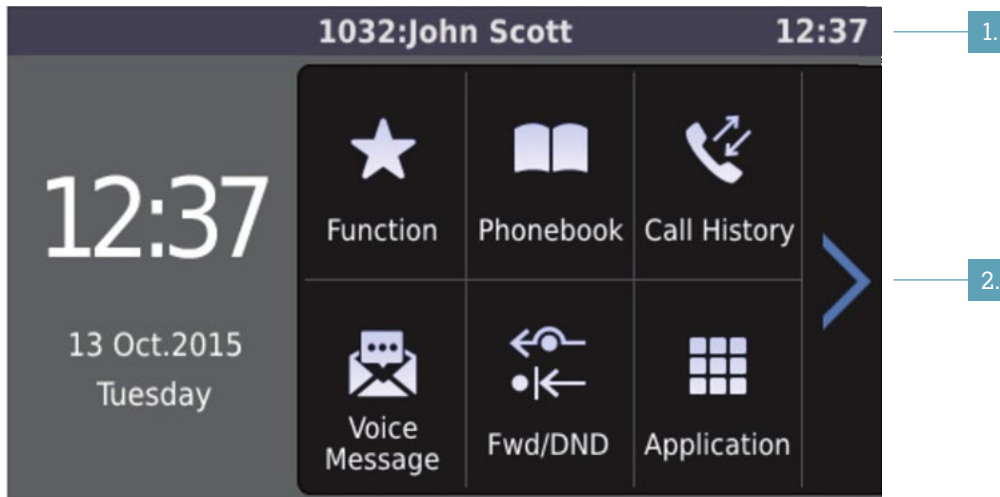 1032:John Scott 12:37
1.
12:37
13 Oct.2015
Tuesday
Function Phonebook Call History
2.
Voice
Message
Fwd/DND
Application